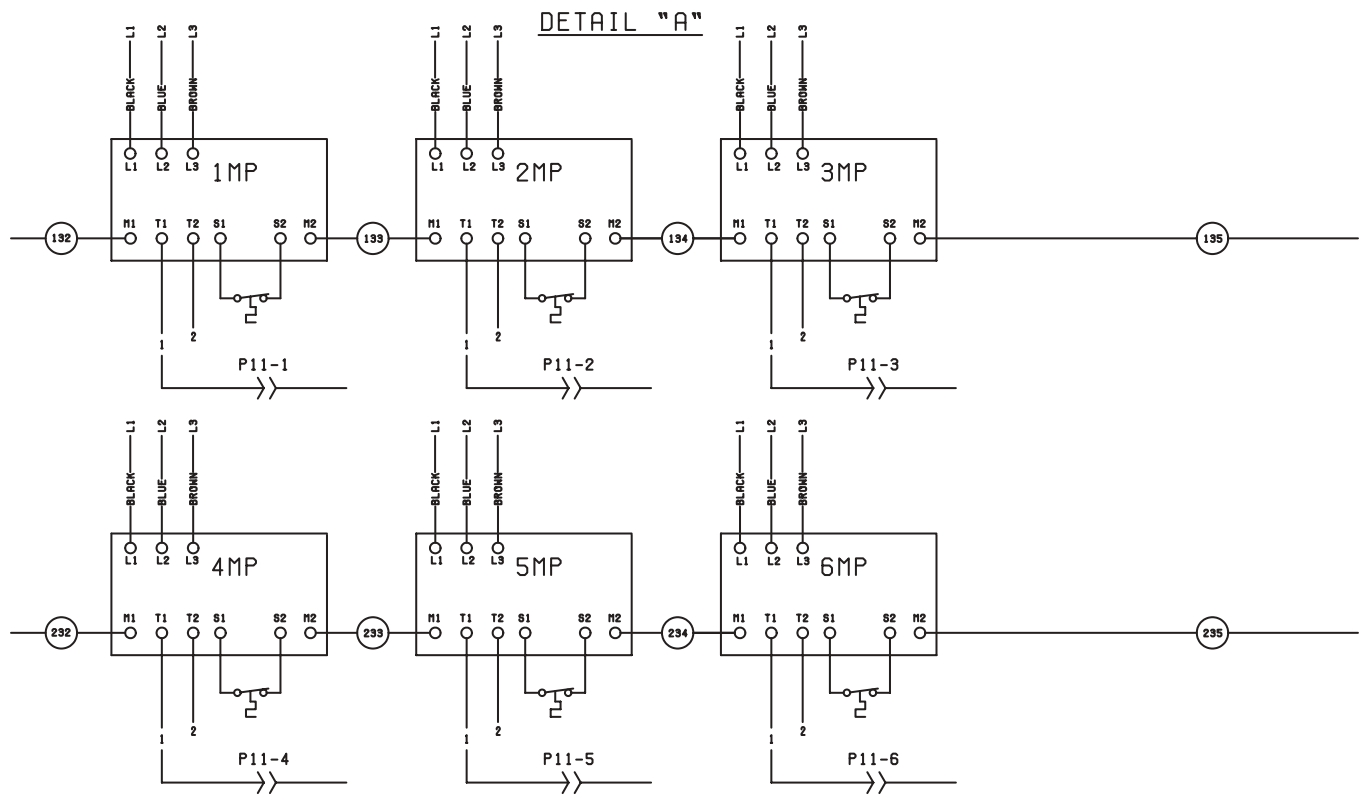 DETAIL "A"
L1 L2 L3 L1 L2 L3 L1 L2 L3
BLACK BLUE BROWN BLACK BLUE BROWN BLACK BLUE BROWN
L1 L2 L3 1MP L1 L2 L3 2MP L1 L2 L3 3MP
M1 T1 T2 S1 S2 M2 M1 T1 T2 S1 S2 M2 M1 T1 T2 S1 S2 M2
132 133 134 135
2 2 2
1 1 1
P11-1 P11-2 P11-3
L1 L2 L3 L1 L2 L3 L1 L2 L3
BLACK BLUE BROWN BLACK BLUE BROWN BLACK BLUE BROWN
L1 L2 L3 4MP L1 L2 L3 5MP L1 L2 L3 6MP
M1 T1 T2 S1 S2 M2 M1 T1 T2 S1 S2 M2 M1 T1 T2 S1 S2 M2
232 233 234 235
2 2 2
1 1 1
P11-4 P11-5 P11-6